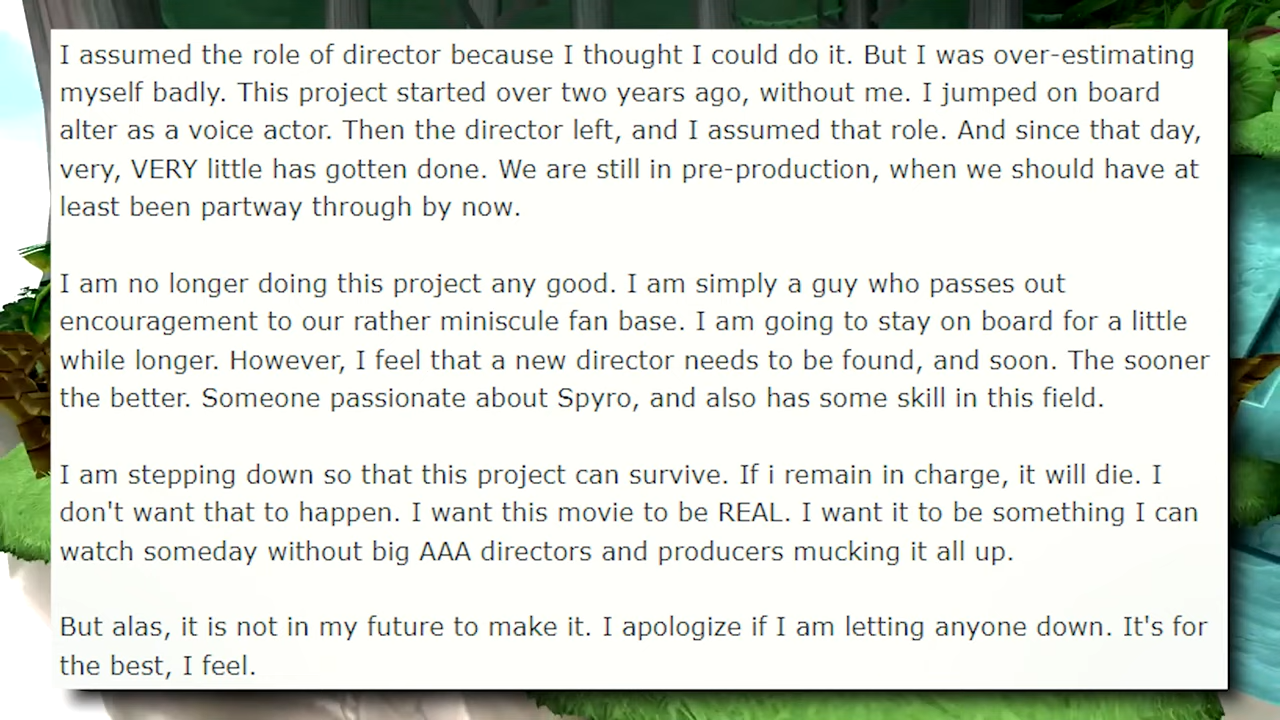 I assumed the role of director because I thought I could do it. But I was over-estimating
myself badly. This project started over two years ago, without me. I jumped on board
alter as a voice actor. Then the director left, and I assumed that role. And since that day,
very, VERY little has gotten done. We are still in pre-production, when we should have at
least been partway through by now.
I am no longer doing this project any good. I am simply a guy who passes out
encouragement to our rather miniscule fan base. I am going to stay on board for a little
while longer. However, I feel that a new director needs to be found, and soon. The sooner
the better. Someone passionate about Spyro, and also has some skill in this field.
I am stepping down so that this project can survive. If i remain in charge, it will die. I
don't want that to happen. I want this movie to be REAL. I want it to be something I can
watch someday without big AAA directors and producers mucking it all up.
But alas, it is not in my future to make it. I apologize if I am letting anyone down. It's for
the best, I feel.